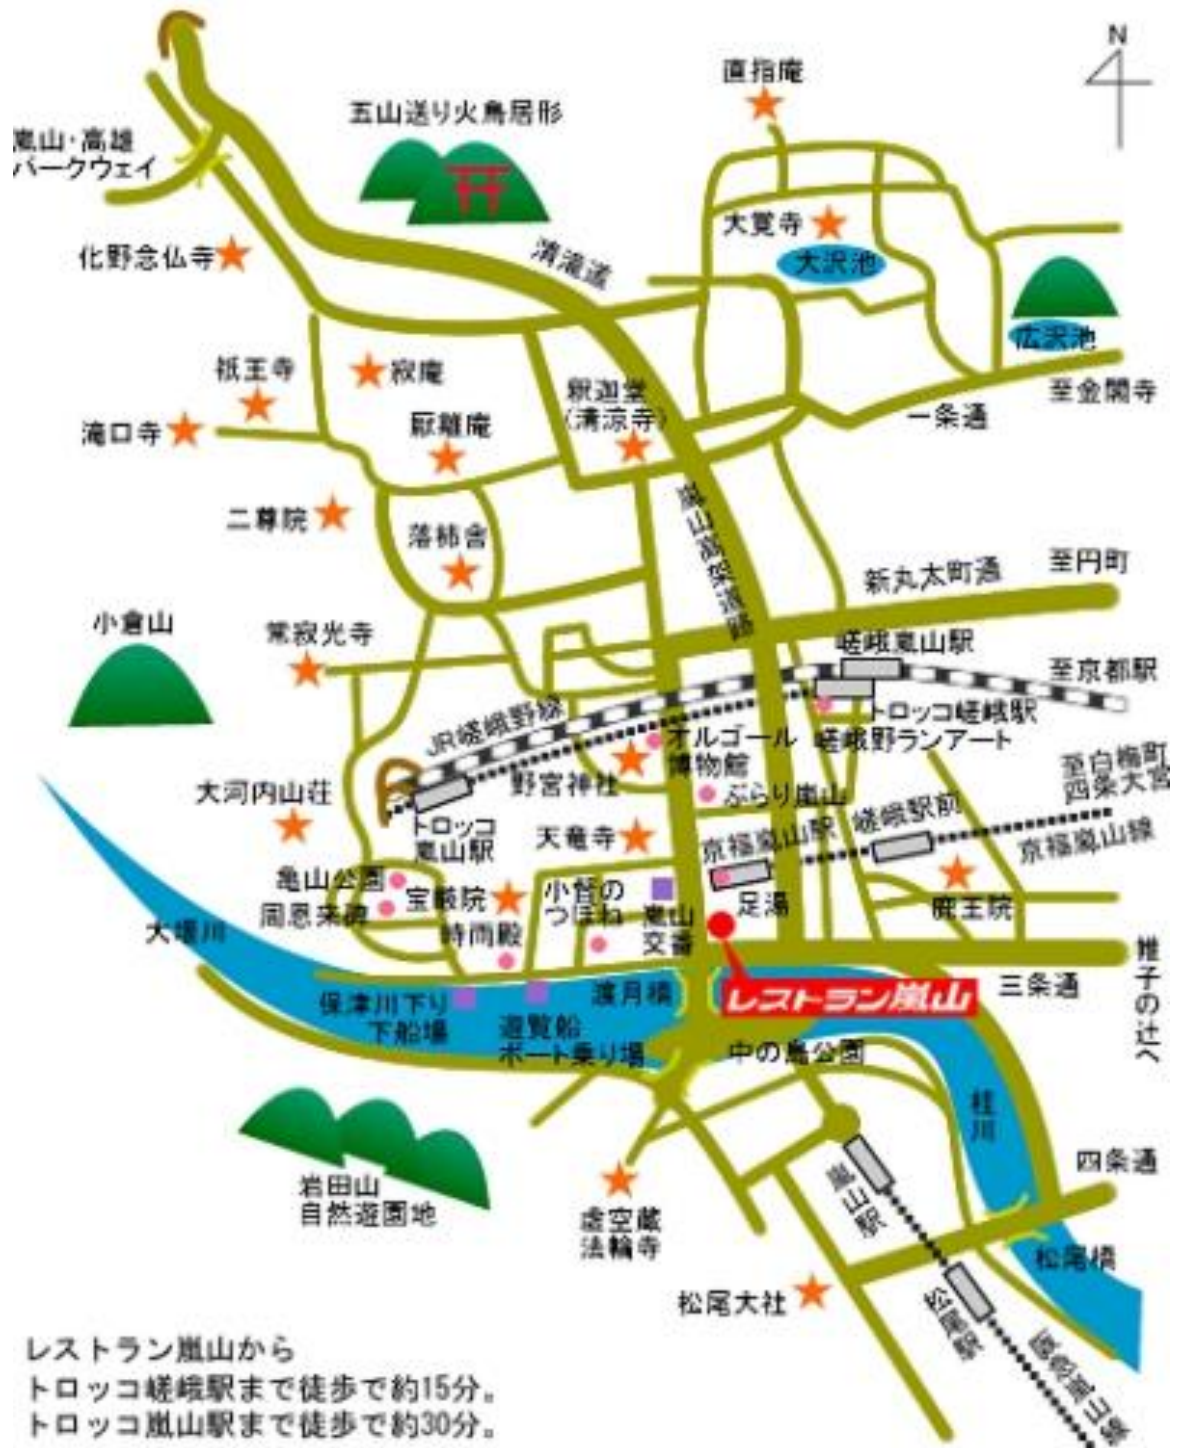 N
直指庵
五山送り火鳥居形
嵐山・高雄
パークウェイ
大覚寺
化野念仏寺
清滝道
大沢池
広沢池
祇王寺
寂庵
釈迦堂
(清涼寺)
至金閣寺
一条通
滝口寺
厭離庵
二尊院
落柿舎
嵐山高架道路
新丸太町通
至円町
小倉山
常寂光寺
嵯峨嵐山駅
至京都駅
JR嵯峨野線
トロッコ嵯峨駅
オルゴール
博物館
嵯峨野ランアート
大河内山荘
野宮神社
ぶらり嵐山
至白梅町
四条大宮
トロッコ
嵐山駅
天竜寺
京福嵐山駅
嵯峨駅前
京福嵐山線
亀山公園
周恩来碑
宝厳院
小督の
つぼね
嵐山
交番
足湯
鹿王院
大堰川
時雨殿
保津川下り
下船場
遊覧船
ボート乗り場
渡月橋
レストラン嵐山
三条通
帷子の辻へ
中の島公園
桂川
岩田山
自然遊園地
虚空蔵
法輪寺
嵐山駅
四条通
松尾橋
松尾大社
松尾駅
阪急嵐山線
レストラン嵐山から
トロッコ嵯峨駅まで徒歩で約15分。
トロッコ嵐山駅まで徒歩で約30分。